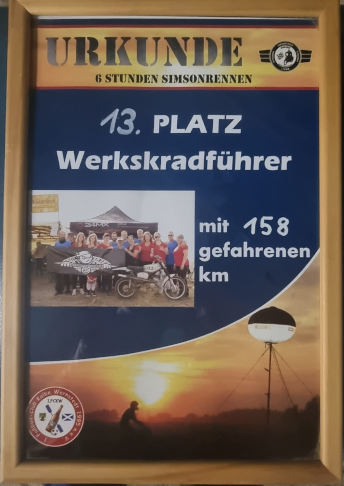 URKUNDE
6 STUNDEN SIMSONRENNEN
13. PLATZ
Werkskradführer
mit 158
gefahrenen
km